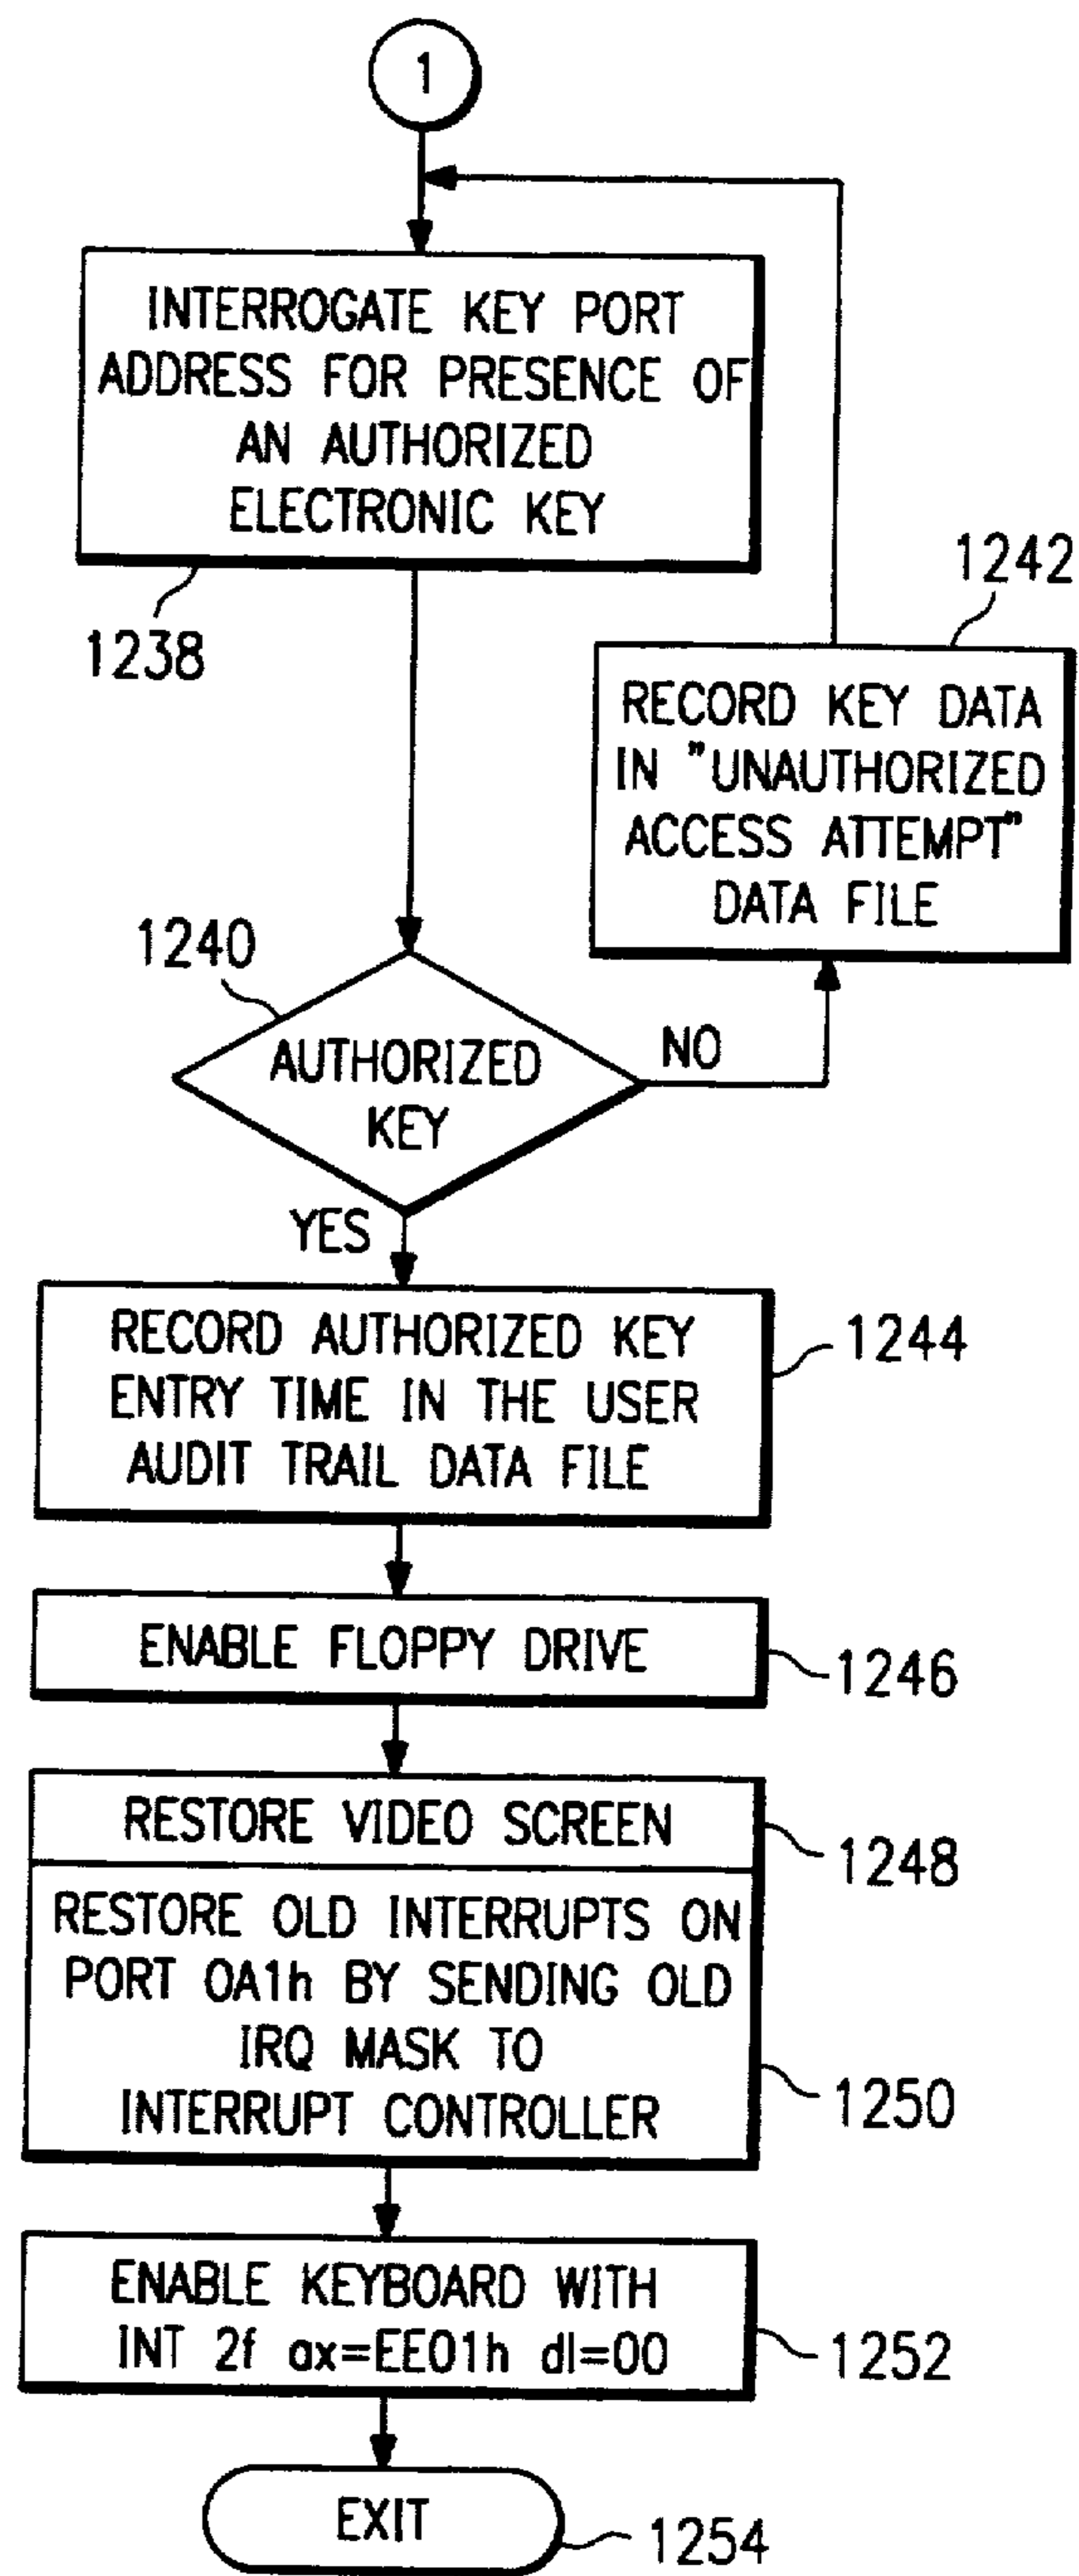 1
INTERROGATE KEY PORT
ADDRESS FOR PRESENCE OF
AN AUTHORIZED
ELECTRONIC KEY
1238
1242
RECORD KEY DATA
IN "UNAUTHORIZED
ACCESS ATTEMPT"
DATA FILE
1240
AUTHORIZED
KEY
NO
YES
RECORD AUTHORIZED KEY
ENTRY TIME IN THE USER
AUDIT TRAIL DATA FILE
1244
ENABLE FLOPPY DRIVE
1246
RESTORE VIDEO SCREEN
1248
RESTORE OLD INTERRUPTS ON
PORT 0A1h BY SENDING OLD
IRQ MASK TO
INTERRUPT CONTROLLER
1250
ENABLE KEYBOARD WITH
INT 2f ax=EE01h dl=00
1252
EXIT
1254